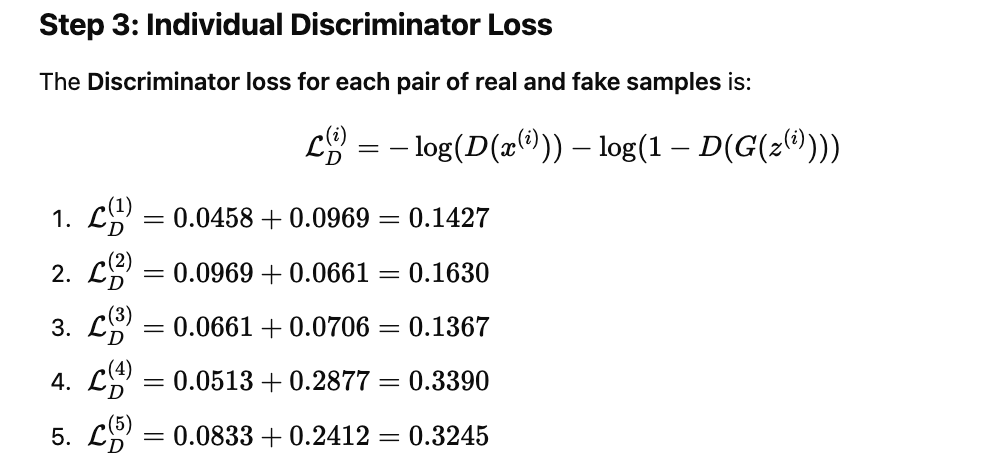 Step 3: Individual Discriminator Loss
The Discriminator loss for each pair of real and fake samples is:
ℒ_D^{(i)} = − log(D(x^{(i)})) − log(1 − D(G(z^{(i)})))
1. ℒ_D^{(1)} = 0.0458 + 0.0969 = 0.1427
2. ℒ_D^{(2)} = 0.0969 + 0.0661 = 0.1630
3. ℒ_D^{(3)} = 0.0661 + 0.0706 = 0.1367
4. ℒ_D^{(4)} = 0.0513 + 0.2877 = 0.3390
5. ℒ_D^{(5)} = 0.0833 + 0.2412 = 0.3245